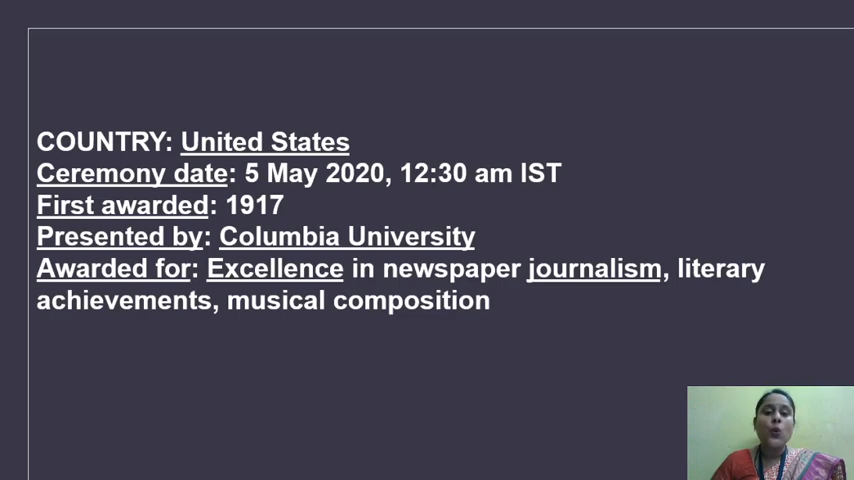 COUNTRY: United States
Ceremony date: 5 May 2020, 12:30 am IST
First awarded: 1917
Presented by: Columbia University
Awarded for: Excellence in newspaper journalism, literary
achievements, musical composition